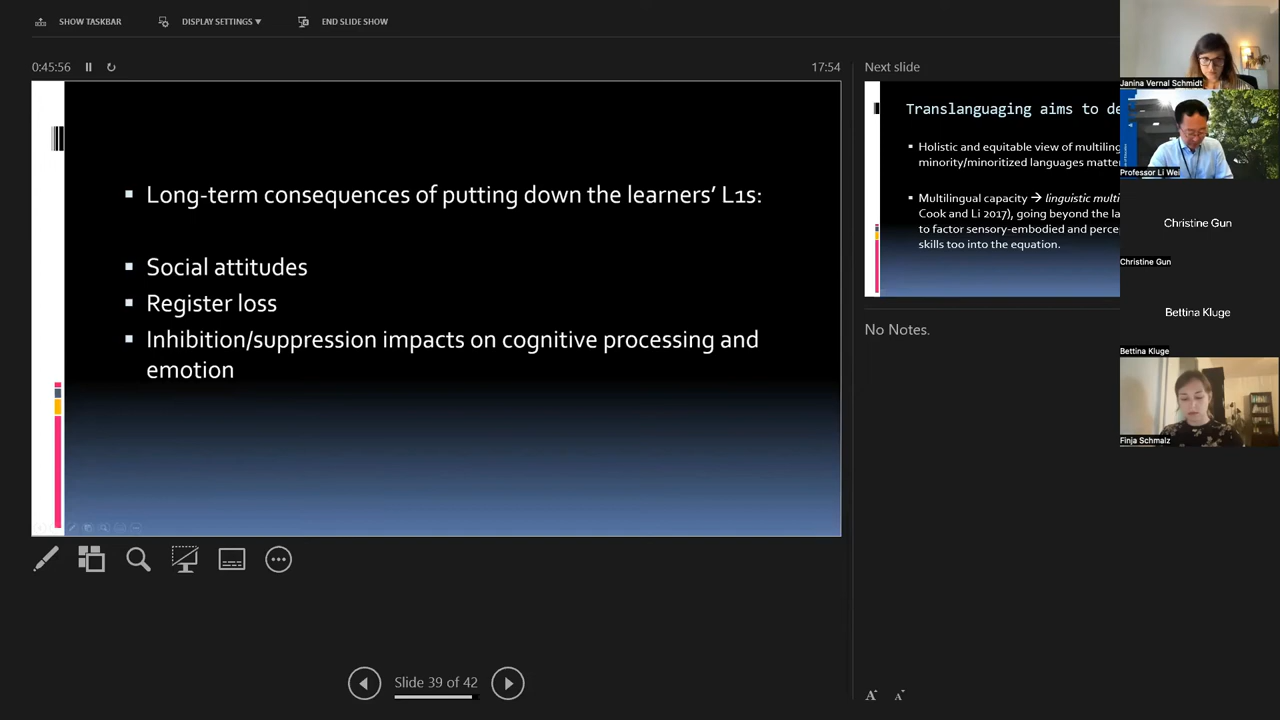 SHOW TASKBAR
DISPLAY SETTINGS ▼
END SLIDE SHOW
0:45:56
17:54
▪ Long-term consequences of putting down the learners’ L1s:
▪ Social attitudes
▪ Register loss
▪ Inhibition/suppression impacts on cognitive processing and
emotion
Slide 39 of 42
Next slide
Translanguaging aims to de
▪ Holistic and equitable view of multiling
minority/minoritized languages matter
▪ Multilingual capacity → linguistic multi
Cook and Li 2017), going beyond the la
to factor sensory-embodied and perce
skills too into the equation.
No Notes.
A A
Janina Vernal Schmidt
Professor Li Wei
Christine Gun
Christine Gun
Bettina Kluge
Bettina Kluge
Finja Schmalz